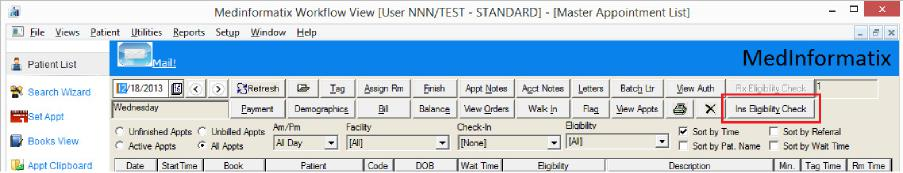 Medinformatix Workflow View [User NNN/TEST - STANDARD] - [Master Appointment List]
File Views Patient Utilities Reports Setup Window Help
Patient List Mail! MedInformatix
Search Wizard 12/18/2013 Refresh Tag Assign Rm Finish Appt Notes Acct Notes Letters Batch Ltr View Auth Rx Eligibility Check 1
Set Appt Wednesday Payment Demographics Bill Balance View Orders Walk In Flag View Appts Ins Eligibility Check
Books View Unfinished Appts Unbilled Appts Am/Pm Facility Check-In Eligibility Sort by Time Sort by Referral
Active Appts All Appts All Day [All] [None] [All] Sort by Pat. Name Sort by Wait Time
Appt Clipboard Date StartTime Book Patient Code DOB Wait Time Eligibility Description Min. Tag Time Rm Time